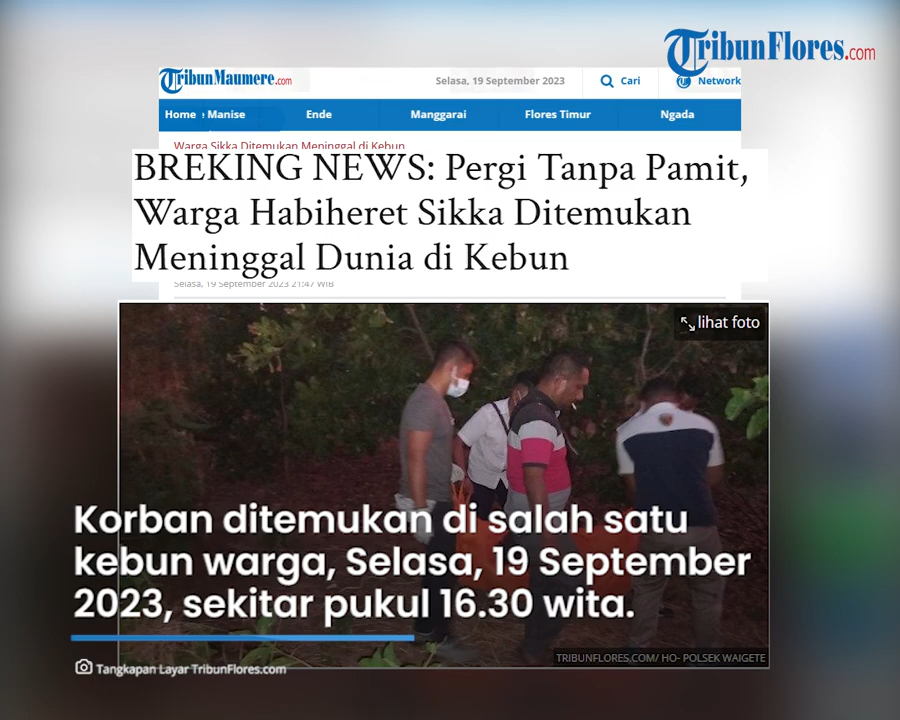 TribunFlores.com
TribunMaumere.com
Selasa, 19 September 2023
Cari
Network
Home
Manise
Ende
Manggarai
Flores Timur
Ngada
Warga Sikka Ditemukan Meninggal di Kebun
BREKING NEWS: Pergi Tanpa Pamit,
Warga Habiheret Sikka Ditemukan
Meninggal Dunia di Kebun
Selasa, 19 September 2023 21:47 WIB
lihat foto
Korban ditemukan di salah satu
kebun warga, Selasa, 19 September
2023, sekitar pukul 16.30 wita.
TRIBUNFLORES.COM/ HO- POLSEK WAIGETE
Tangkapan Layar TribunFlores.com